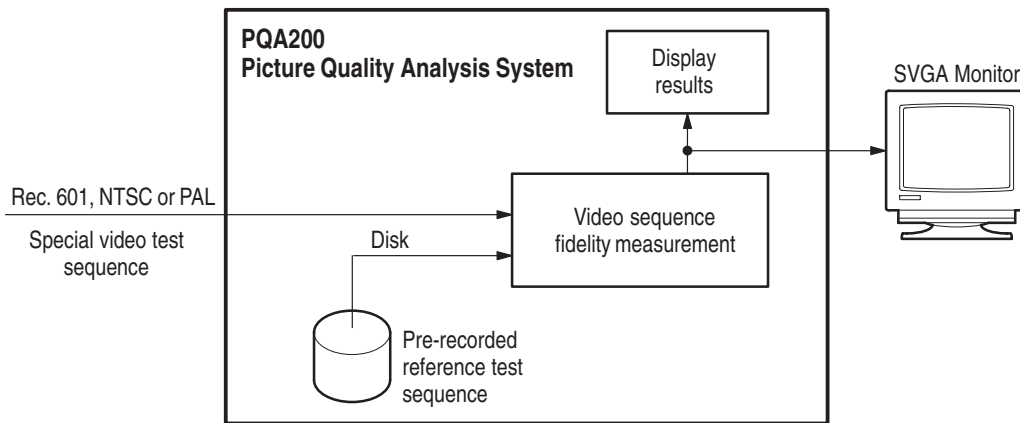 PQA200
Picture Quality Analysis System
Display
results
SVGA Monitor
Rec. 601, NTSC or PAL
Special video test
sequence
Video sequence
fidelity measurement
Disk
Pre-recorded
reference test
sequence